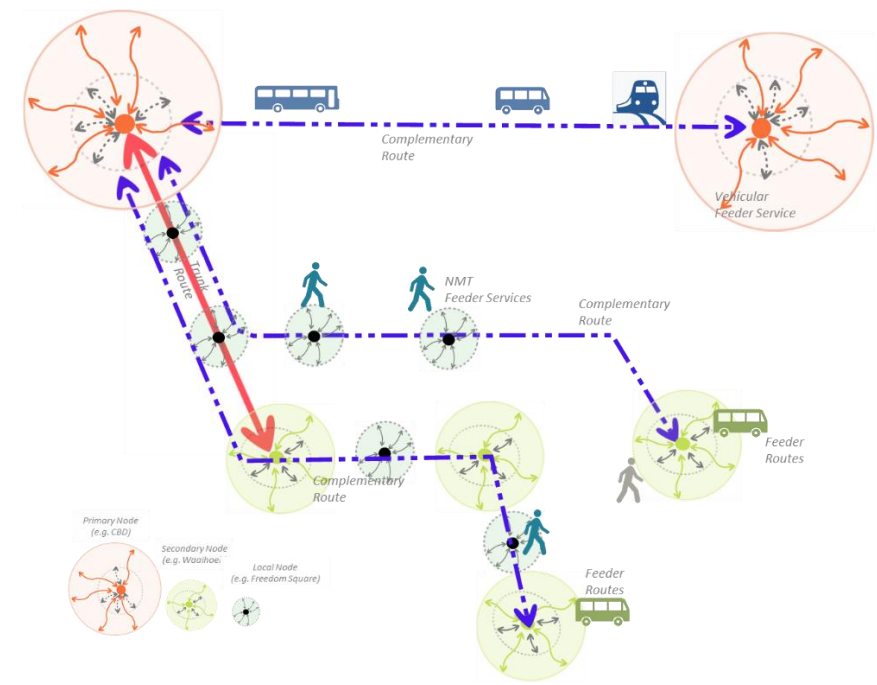 Complementary
Route
Vehicular
Feeder Service
Trunk
Route
NMT
Feeder Services
Complementary
Route
Feeder
Routes
Complementary
Route
Primary Node
(e.g. CBD)
Secondary Node
(e.g. Waaihoek
Local Node
(e.g. Freedom Square)
Feeder
Routes